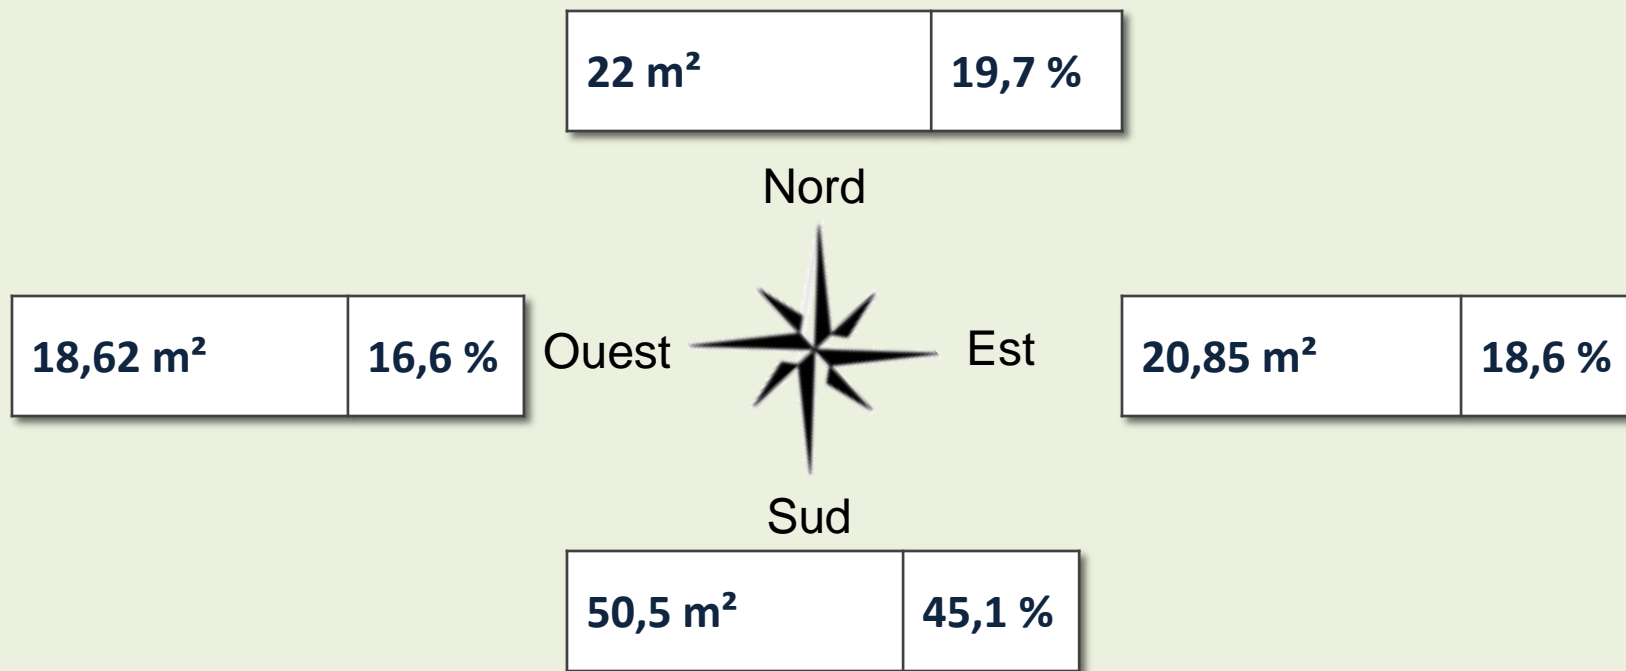 22 m² 19,7 %
Nord
18,62 m² 16,6 % Ouest Est 20,85 m² 18,6 %
Sud
50,5 m² 45,1 %